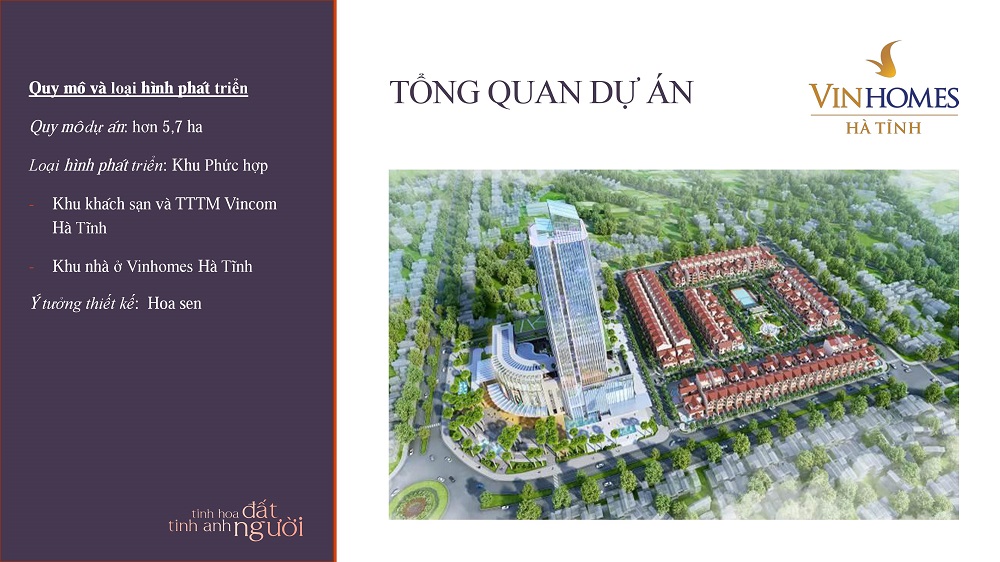 Quy mô và loại hình phát triển
Quy mô dự án: hơn 5,7 ha
Loại hình phát triển: Khu Phức hợp
- Khu khách sạn và TTTM Vincom
Hà Tĩnh
- Khu nhà ở Vinhomes Hà Tĩnh
Ý tưởng thiết kế: Hoa sen
tinh hoa đất
tinh anh người
TỔNG QUAN DỰ ÁN
VINHOMES
HÀ TĨNH